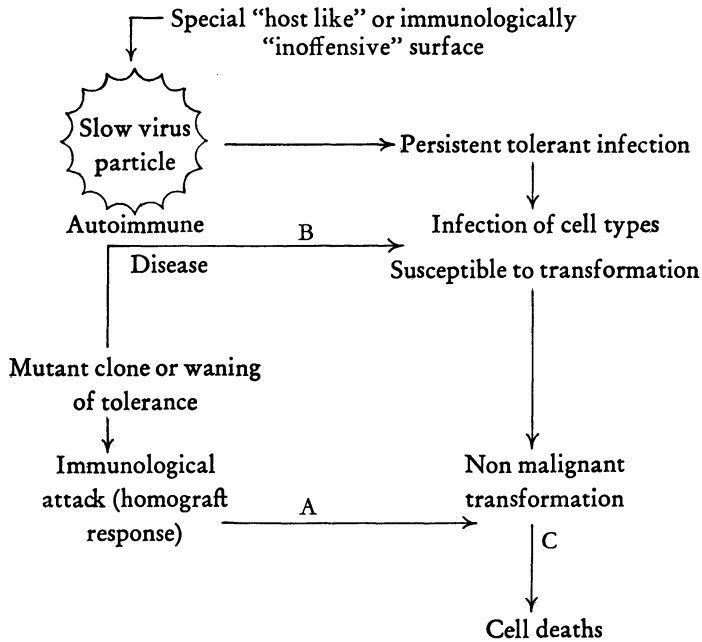 Special “host like” or immunologically
“inoffensive” surface
Slow virus
particle
Persistent tolerant infection
Autoimmune
B
Disease
Infection of cell types
Susceptible to transformation
Mutant clone or waning
of tolerance
Immunological
attack (homograft
response)
A
Non malignant
transformation
C
Cell deaths